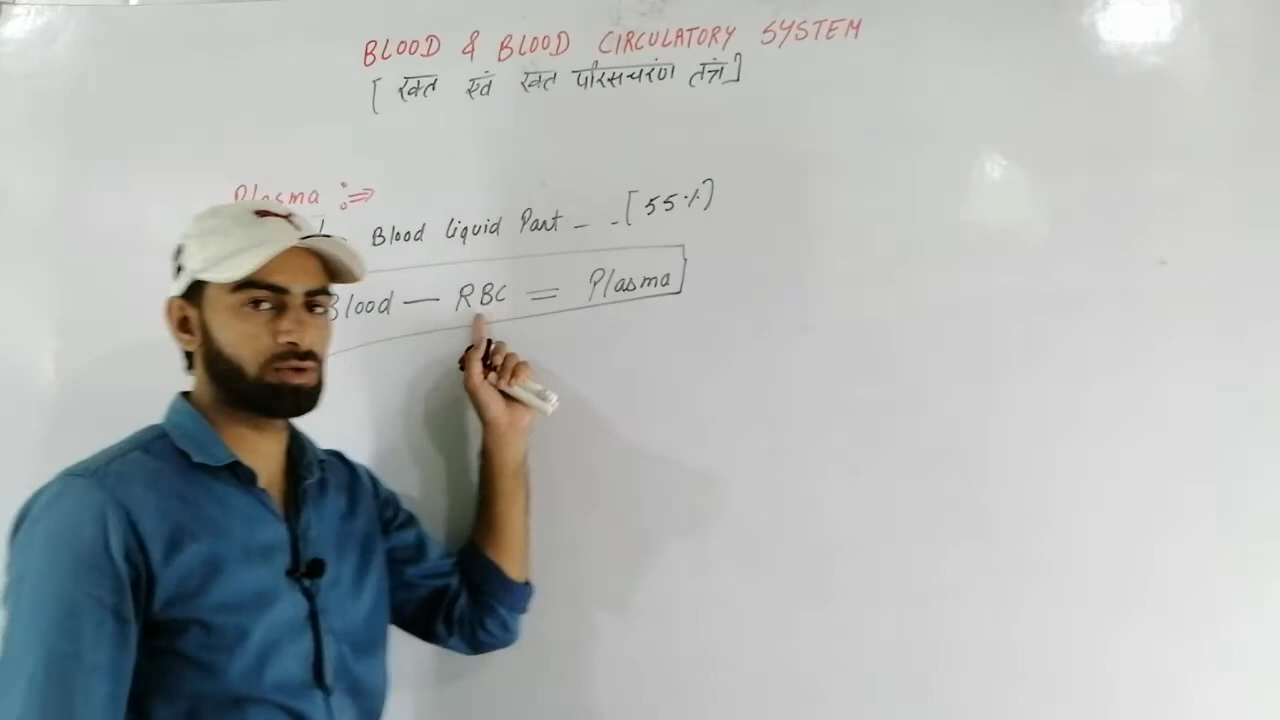 BLOOD & BLOOD CIRCULATORY SYSTEM
[ रक्त एवं रक्त परिसंचरण तंत्र ]
Plasma :⇒
Blood Liquid Part - - [55%]
Blood — RBC = Plasma